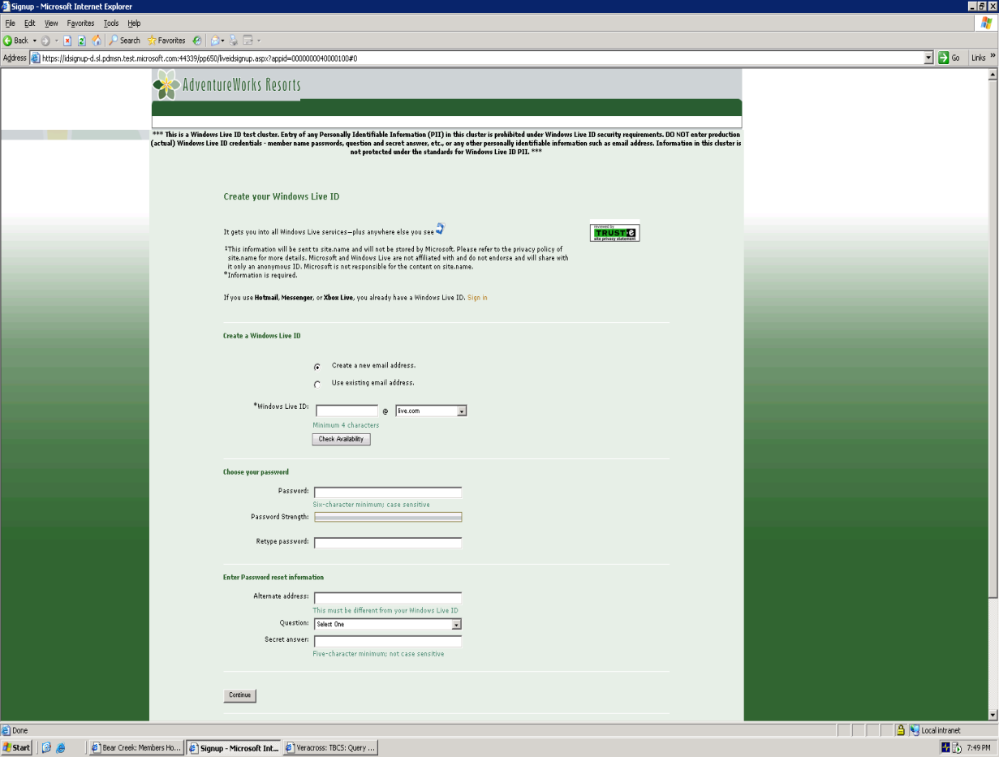 Signup - Microsoft Internet Explorer
File Edit View Favorites Tools Help
Back Search Favorites
Address https://idsignup-d.sl.pdmsn.test.microsoft.com:44339/pp650/liveidsignup.aspx?appid=0000000040000100#0 Go Links »
AdventureWorks Resorts
*** This is a Windows Live ID test cluster. Entry of any Personally Identifiable Information (PII) in this cluster is prohibited under Windows Live ID security requirements. DO NOT enter production
(actual) Windows Live ID credentials - member name passwords, question and secret answer, etc., or any other personally identifiable information such as email address. Information in this cluster is
not protected under the standards for Windows Live ID PII. ***
Create your Windows Live ID
It gets you into all Windows Live services—plus anywhere else you see
reviewed by
TRUSTe
site privacy statement
‡This information will be sent to site.name and will not be stored by Microsoft. Please refer to the privacy policy of
site.name for more details. Microsoft and Windows Live are not affiliated with and do not endorse and will share with
it only an anonymous ID. Microsoft is not responsible for the content on site.name.
*Information is required.
If you use Hotmail, Messenger, or Xbox Live, you already have a Windows Live ID. Sign in
Create a Windows Live ID
Create a new email address.
Use existing email address.
*Windows Live ID: @ live.com
Minimum 4 characters
Check Availability
Choose your password
Password:
Six-character minimum; case sensitive
Password Strength:
Retype password:
Enter Password reset information
Alternate address:
This must be different from your Windows Live ID
Question: Select One
Secret answer:
Five-character minimum; not case sensitive
Continue
Done Local intranet
Start Bear Creek: Members Ho... Signup - Microsoft Int... Veracross: TBCS: Query ... 7:49 PM